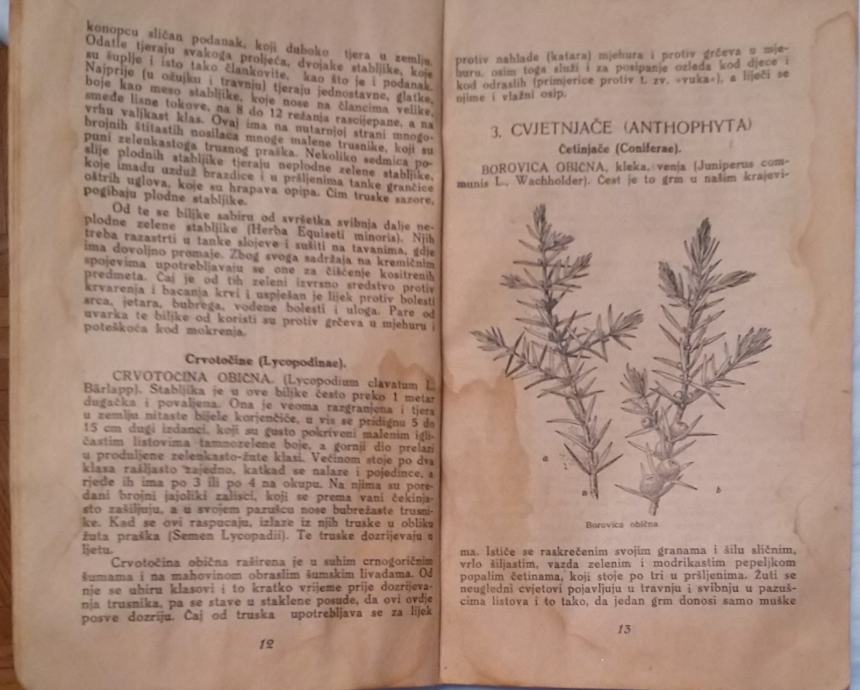 konopcu sličan podanak, koji duboko tjera u zemlju.
Odatle tjeraju svakoga proljeća, dvojake stabljike, koje
su šuplje i isto tako člankovite, kao što je i podanak.
Najprije (u ožujku i travnju) tjeraju jednostavne, glatke,
boje kao meso stabljike, koje nose na člancima velike,
smeđe lisne tokove, na 8 do 12 režanja rascijepane, a na
vrhu valjkast klas. Ovaj ima na nutarnjoj strani mnogo-
brojnih štitastih nosilaca mnoge malene trusnike, koji su
puni zelenkastoga trusnog praška. Nekoliko sedmica po-
slije plodnih stabljike tjeraju neplodne zelene stabljike,
koje imadu uzduž brazdice i u pršljenima tanke grančice
oštrih uglova, koje su hrapava opipa. Čim truske sazore,
pogibaju plodne stabljike.
Od te se biljke sabiru od svršetka svibnja dalje ne-
plodne zelene stabljike (Herba Equiseti minoris). Njih
treba razastrti u tanke slojeve i sušiti na tavanima, gdje
ima dovoljno promaje. Zbog svoga sadržaja na kremičnim
spojevima upotrebljavaju se one za čišćenje kositrenih
predmeta. Čaj je od tih zeleni izvrsno sredstvo protiv
krvarenja i bacanja krvi i uspješan je lijek protiv bolesti
srca, jetara, bubrega, vodene bolesti i uloga. Pare od
uvarka te biljke od koristi su protiv grčeva u mjehuru i
poteškoća kod mokrenja.
Crvotočine (Lycopodinae).
CRVOTOČINA OBIČNA. (Lycopodium clavatum L.
Bärlapp). Stabljika je u ove biljke često preko 1 metar
dugačka i povaljena. Ona je veoma razgranjena i tjera
u zemlju nitaste bijele korjenčiće, u vis se pridignu 5 do
15 cm dugi izdanci, koji su gusto pokriveni malenim igli-
častim listovima tamnozelene boje, a gornji dio prelazi
u produljene zelenkasto-žute klasi. Većinom stoje po dva
klasa rašljasto zajedno, katkad se nalaze i pojedince, a
rjeđe ih ima po 3 ili po 4 na okupu. Na njima su pore-
dani brojni jajoliki zalisci, koji se prema vani čekinja-
sto zašiljuju, a u svojem pazušcu nose bubrežaste trusni-
ke. Kad se ovi raspucaju, izlaze iz njih truske u obliku
žuta praška (Semen Lycopadii). Te truske dozrijevaju u
ljetu.
Crvotočina obična raširena je u suhim crnogoričnim
šumama i na mahovinom obraslim šumskim livadama. Od
nje se ubiru klasovi i to kratko vrijeme prije dozrijeva-
nja trusnika, pa se stave u staklene posude, da ovi ovdje
posve dozriju. Čaj od truska upotrebljava se za lijek
12
protiv nahlade (katara) mjehura i protiv grčeva u mje-
huru, osim toga služi i za posipanje ozleda kod djece i
kod odraslih (primjerice protiv t. zv. »vuka«), a liječi se
njime i vlažni osip.
3. CVJETNJAČE (ANTHOPHYTA)
Četinjače (Coniferae).
BOROVICA OBIČNA, kleka, venja (Juniperus com-
munis L., Wachholder). Čest je to grm u našim krajevi-
a
a
b
Borovica obična
ma. Ističe se raskrečenim svojim granama i šilu sličnim,
vrlo šiljastim, vazda zelenim i modrikastim pepeljkom
popalim četinama, koji stoje po tri u pršljenima. Žuti se
neugledni cvjetovi pojavljuju u travnju i svibnju u pazuš-
cima listova i to tako, da jedan grm donosi samo muške
13